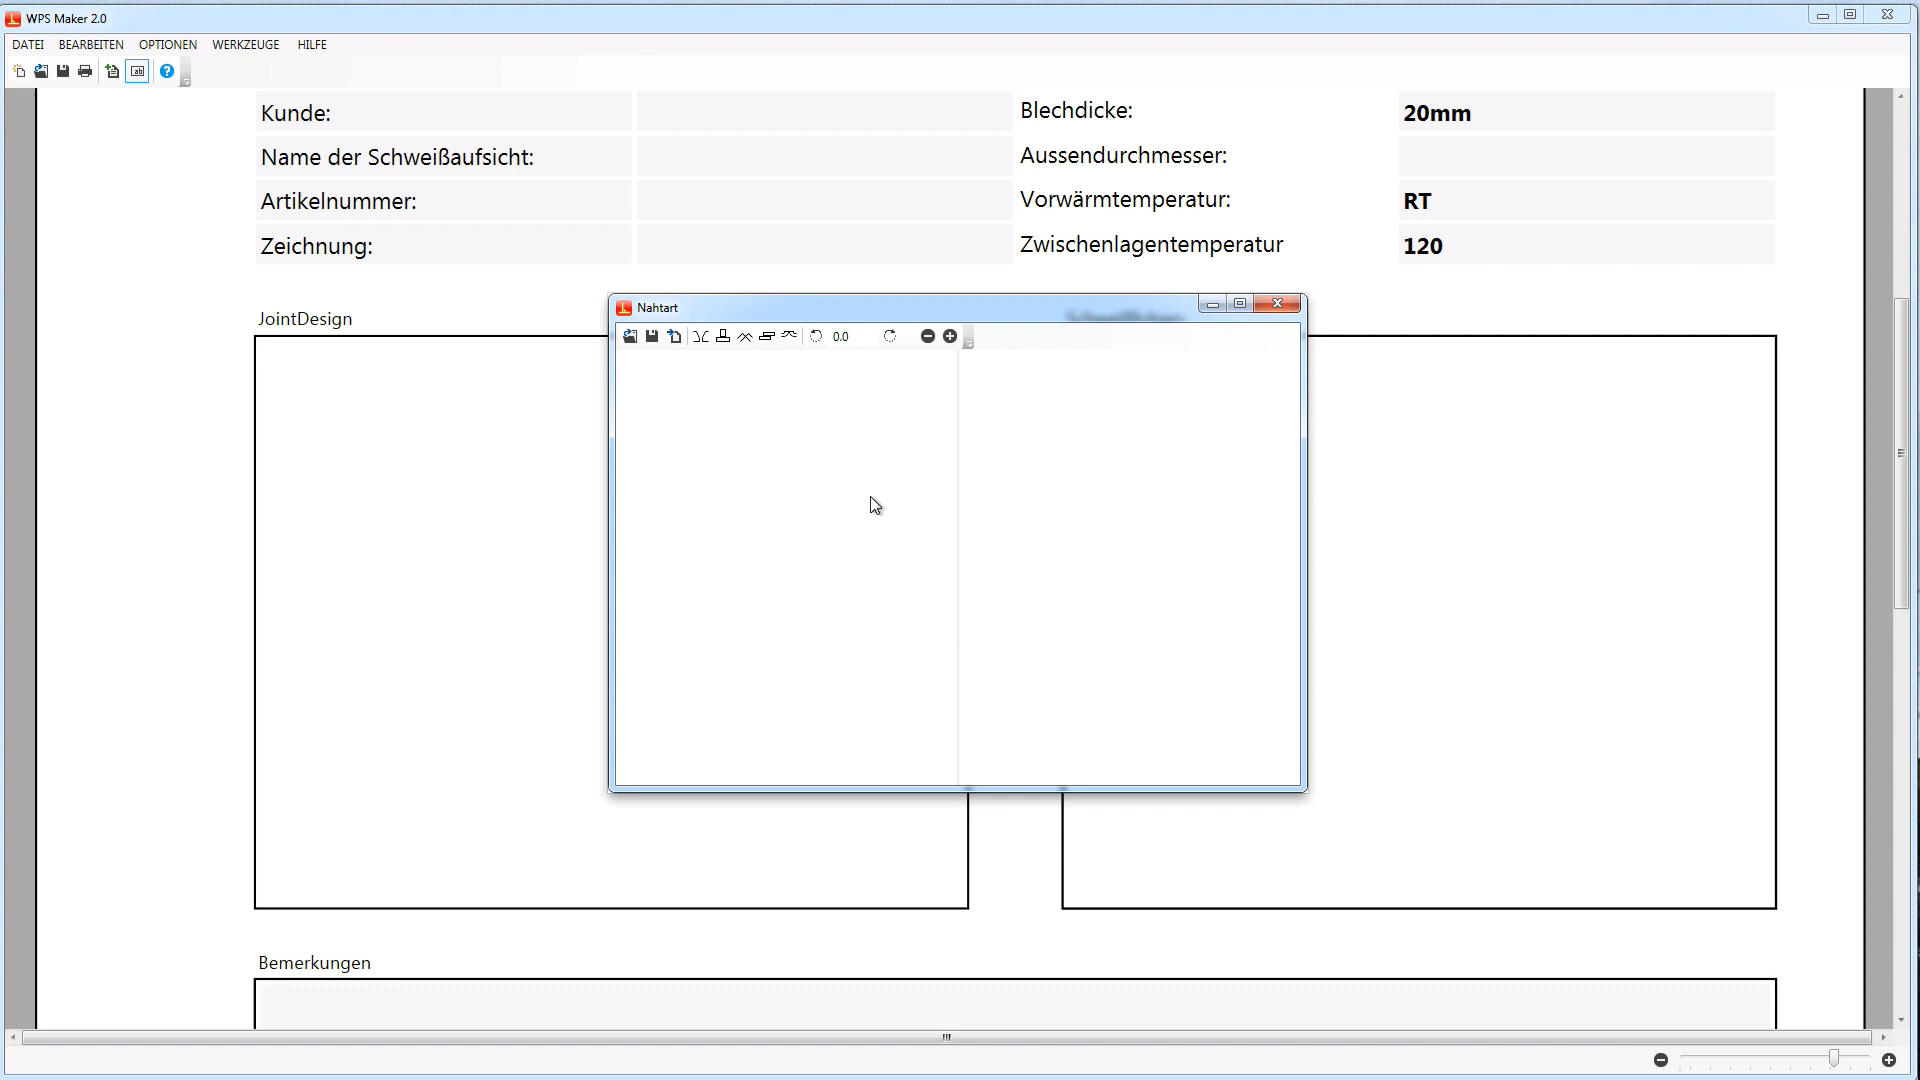 WPS Maker 2.0
DATEI BEARBEITEN OPTIONEN WERKZEUGE HILFE
Kunde: Blechdicke: 20mm
Name der Schweißaufsicht: Aussendurchmesser:
Artikelnummer: Vorwärmtemperatur: RT
Zeichnung: Zwischenlagentemperatur 120
JointDesign
Nahtart
0.0
Bemerkungen